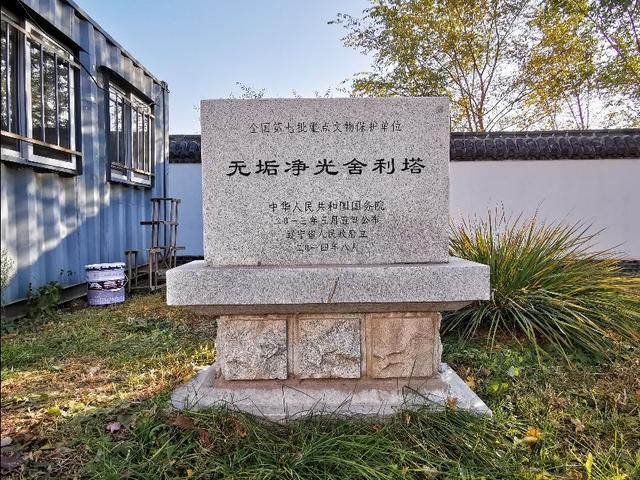 全国第七批重点文物保护单位
无垢净光舍利塔
中华人民共和国国务院
二〇一三年三月五日公布
辽宁省人民政府立
二〇一四年八月